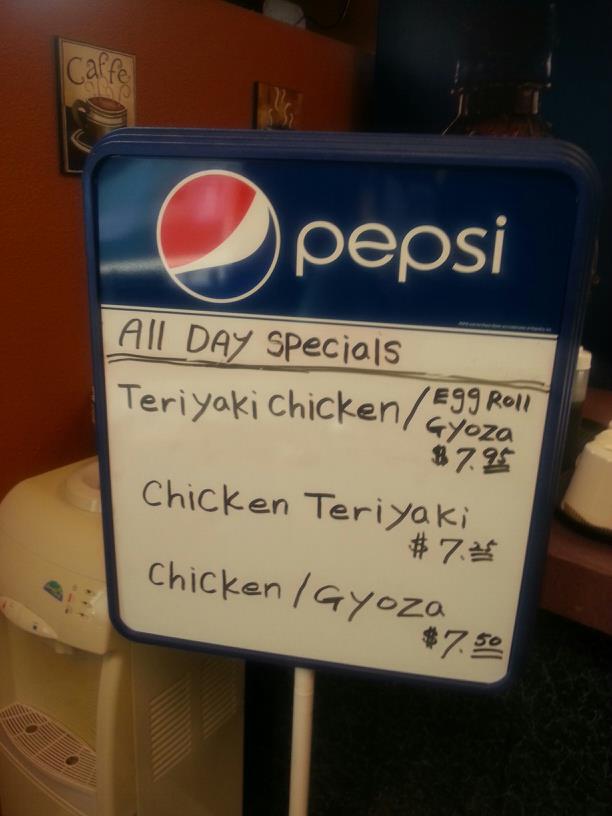 Caffe
pepsi
All DAY Specials
Teriyaki Chicken / Egg Roll
Gyoza
$7.95
Chicken Teriyaki
$7.25
Chicken / Gyoza
$7.50